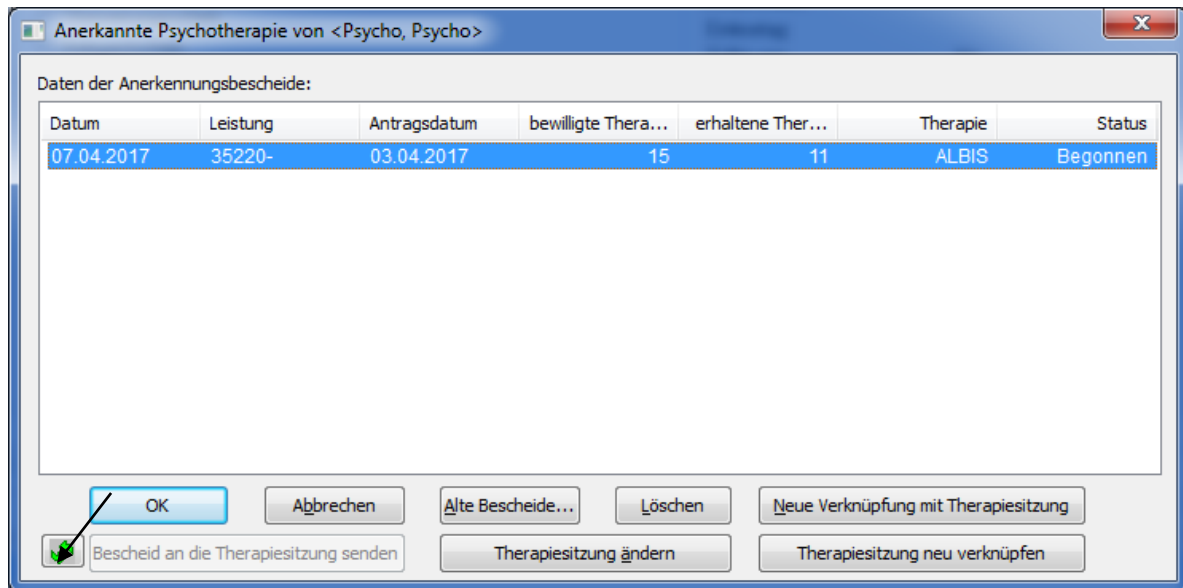 Anerkannte Psychotherapie von <Psycho, Psycho>
Daten der Anerkennungsbescheide:
Datum Leistung Antragsdatum bewilligte Thera... erhaltene Ther... Therapie Status
07.04.2017 35220- 03.04.2017 15 11 ALBIS Begonnen
OK Abbrechen Alte Bescheide... Löschen Neue Verknüpfung mit Therapiesitzung
Bescheid an die Therapiesitzung senden Therapiesitzung ändern Therapiesitzung neu verknüpfen